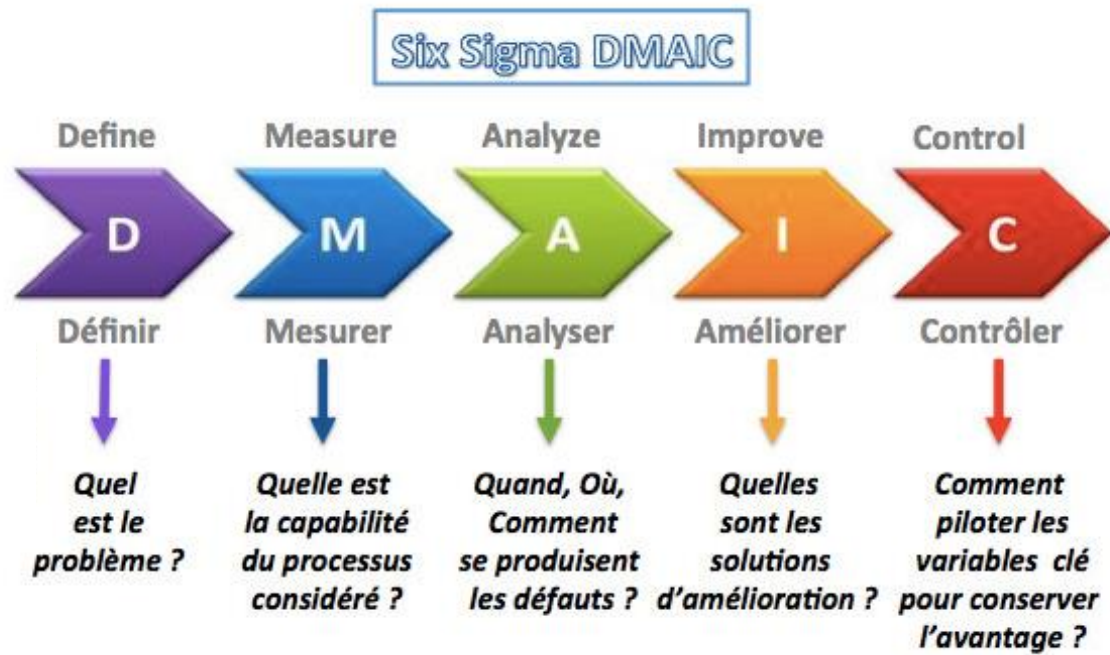 Six Sigma DMAIC
Define
Measure
Analyze
Improve
Control
D
M
A
I
C
Définir
Mesurer
Analyser
Améliorer
Contrôler
Quel
est le
problème ?
Quelle est
la capabilité
du processus
considéré ?
Quand, Où,
Comment
se produisent
les défauts ?
Quelles
sont les
solutions
d’amélioration ?
Comment
piloter les
variables clé
pour conserver
l’avantage ?